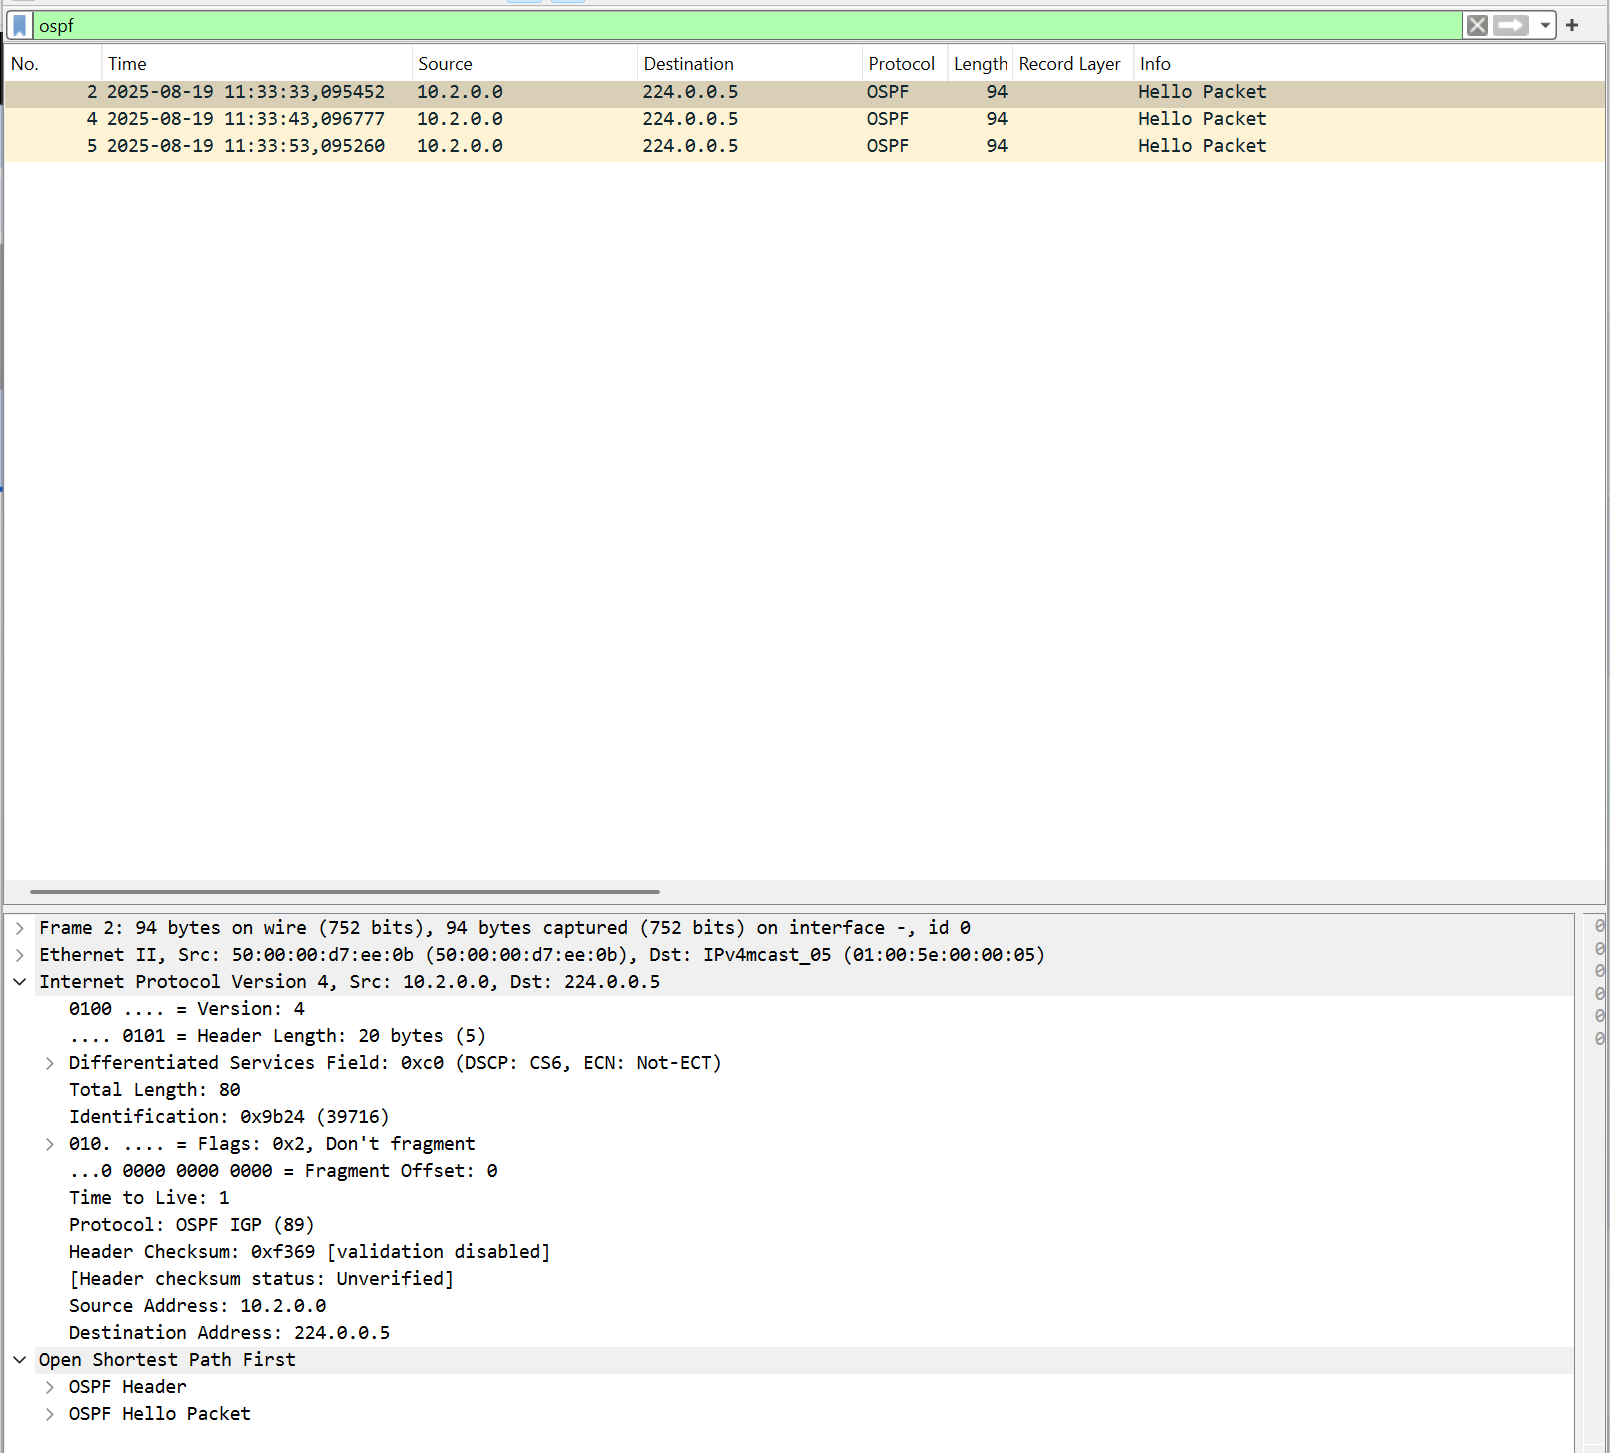 ospf
No. Time Source Destination Protocol Length Record Layer Info
2 2025-08-19 11:33:33,095452 10.2.0.0 224.0.0.5 OSPF 94 Hello Packet
4 2025-08-19 11:33:43,096777 10.2.0.0 224.0.0.5 OSPF 94 Hello Packet
5 2025-08-19 11:33:53,095260 10.2.0.0 224.0.0.5 OSPF 94 Hello Packet
Frame 2: 94 bytes on wire (752 bits), 94 bytes captured (752 bits) on interface -, id 0
Ethernet II, Src: 50:00:00:d7:ee:0b (50:00:00:d7:ee:0b), Dst: IPv4mcast_05 (01:00:5e:00:00:05)
Internet Protocol Version 4, Src: 10.2.0.0, Dst: 224.0.0.5
0100 .... = Version: 4
.... 0101 = Header Length: 20 bytes (5)
Differentiated Services Field: 0xc0 (DSCP: CS6, ECN: Not-ECT)
Total Length: 80
Identification: 0x9b24 (39716)
010. .... = Flags: 0x2, Don't fragment
...0 0000 0000 0000 = Fragment Offset: 0
Time to Live: 1
Protocol: OSPF IGP (89)
Header Checksum: 0xf369 [validation disabled]
[Header checksum status: Unverified]
Source Address: 10.2.0.0
Destination Address: 224.0.0.5
Open Shortest Path First
OSPF Header
OSPF Hello Packet
0
0
0
0
0
0